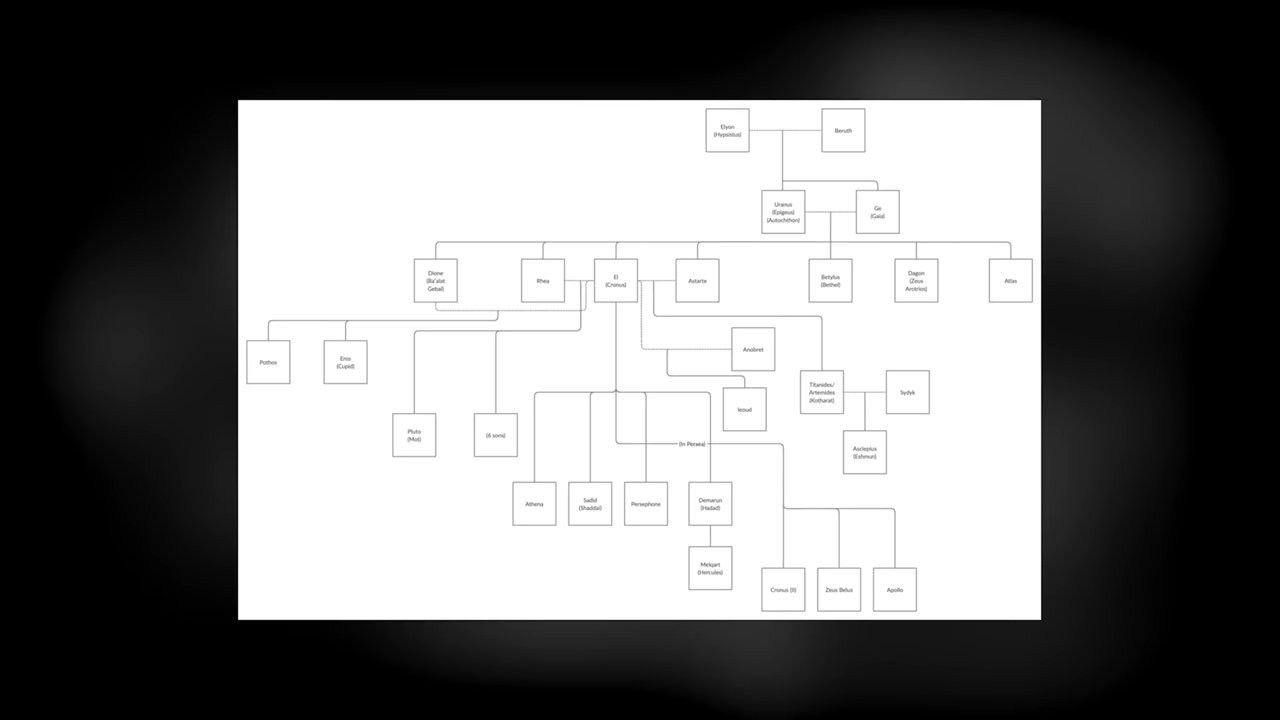 Elyon
(Hypsistus)
Beruth
Uranus
(Epigeus)
(Autochthon)
Ge
(Gaia)
Dione
(Ba'alat
Gebal)
Rhea
El
(Cronus)
Astarte
Betylus
(Bethel)
Dagon
(Zeus
Arotrios)
Atlas
Pothos
Eros
(Cupid)
Anobret
Ieoud
Titanides/
Artemides
(Kotharat)
Sydyk
Pluto
(Mot)
(6 sons)
(In Peraea)
Asclepius
(Eshmun)
Athena
Sadid
(Shaddai)
Persephone
Demarun
(Hadad)
Melqart
(Hercules)
Cronus (II)
Zeus Belus
Apollo